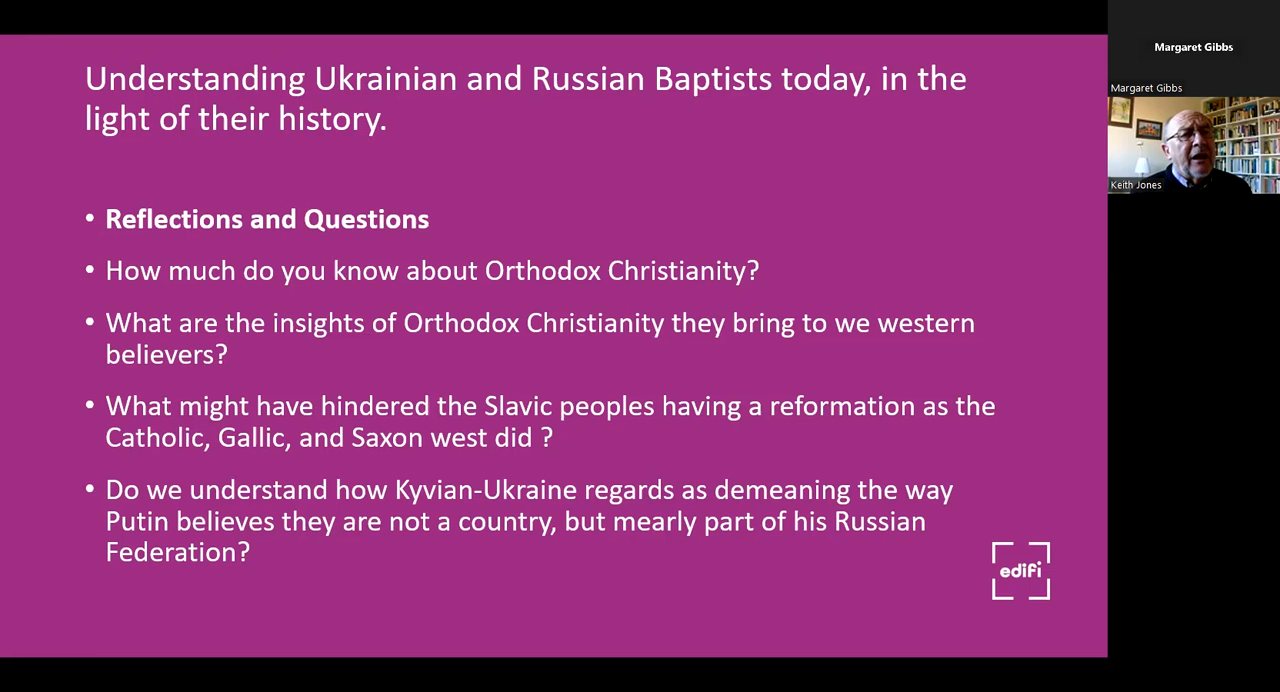 Understanding Ukrainian and Russian Baptists today, in the
light of their history.
• Reflections and Questions
• How much do you know about Orthodox Christianity?
• What are the insights of Orthodox Christianity they bring to we western
believers?
• What might have hindered the Slavic peoples having a reformation as the
Catholic, Gallic, and Saxon west did ?
• Do we understand how Kyvian-Ukraine regards as demeaning the way
Putin believes they are not a country, but mearly part of his Russian
Federation?
edifi
Margaret Gibbs
Margaret Gibbs
Keith Jones